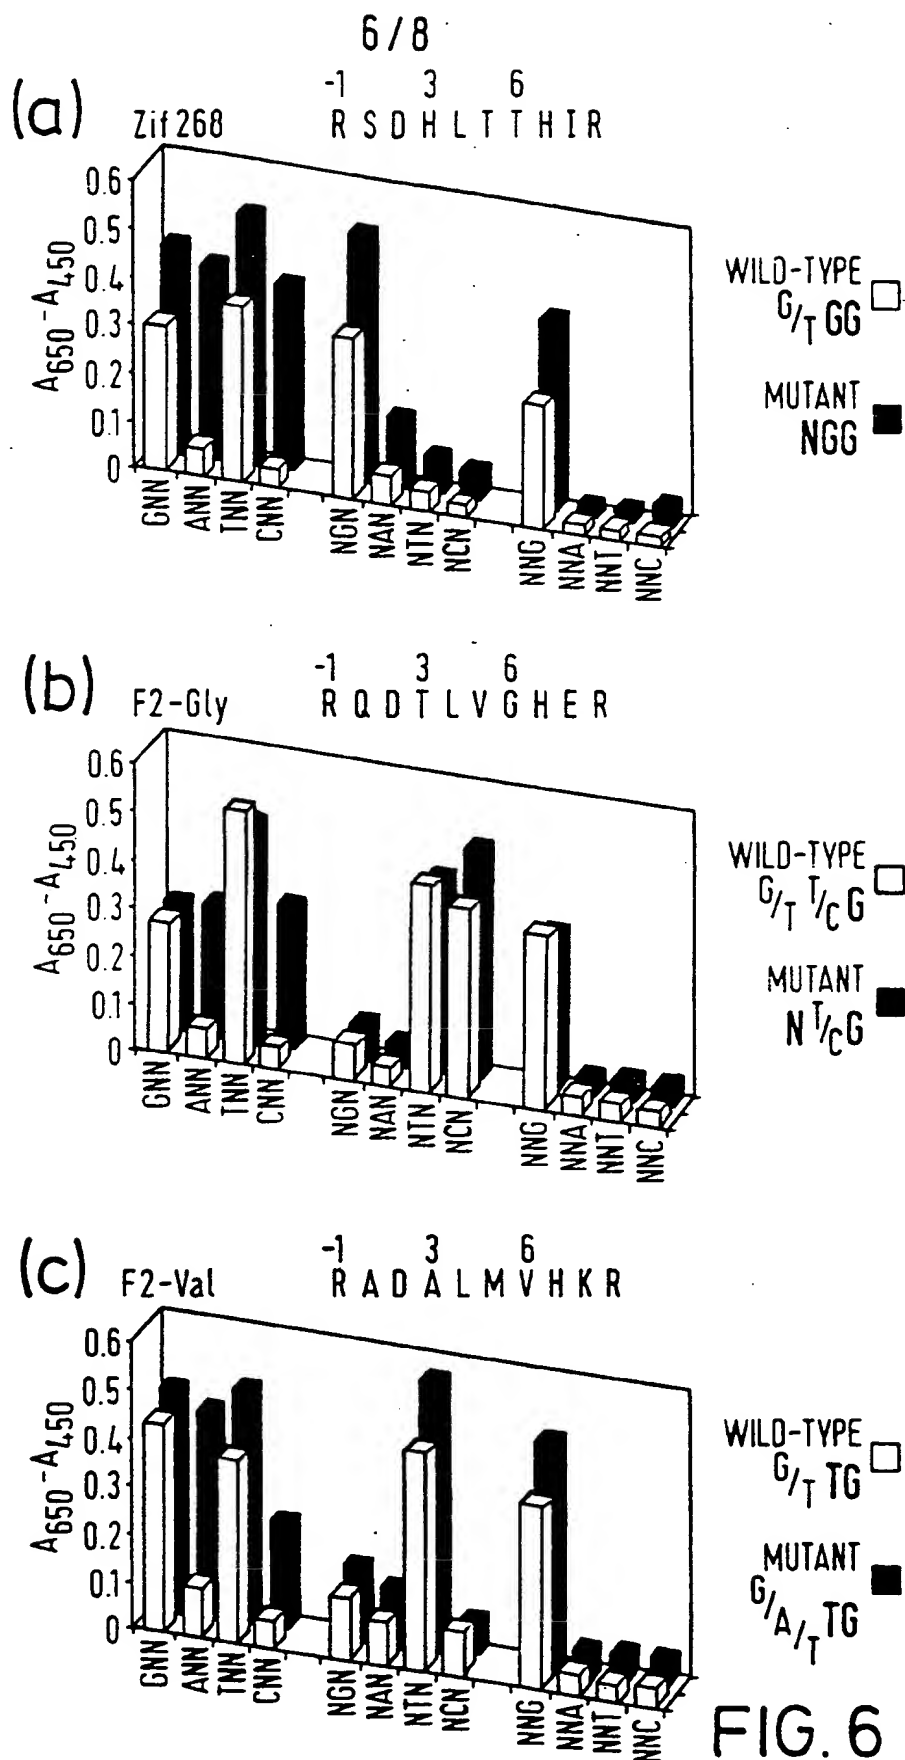 6/8
(a)
-1 3 6
Zif 268 R S D H L T T H I R
0.6
0.5
0.4
0.3
0.2
0.1
0
A650-A450
GNN ANN TNN CNN NGN NAN NTN NCN NNG NNA NNT NNC
WILD-TYPE
G/T GG
MUTANT
NGG
(b)
-1 3 6
F2-Gly R Q D T L V G H E R
0.6
0.5
0.4
0.3
0.2
0.1
0
A650-A450
GNN ANN TNN CNN NGN NAN NTN NCN NNG NNA NNT NNC
WILD-TYPE
G/T T/C G
MUTANT
N T/C G
(c)
-1 3 6
F2-Val R A D A L M V H K R
0.6
0.5
0.4
0.3
0.2
0.1
0
A650-A450
GNN ANN TNN CNN NGN NAN NTN NCN NNG NNA NNT NNC
WILD-TYPE
G/T TG
MUTANT
G/A/T TG
FIG. 6